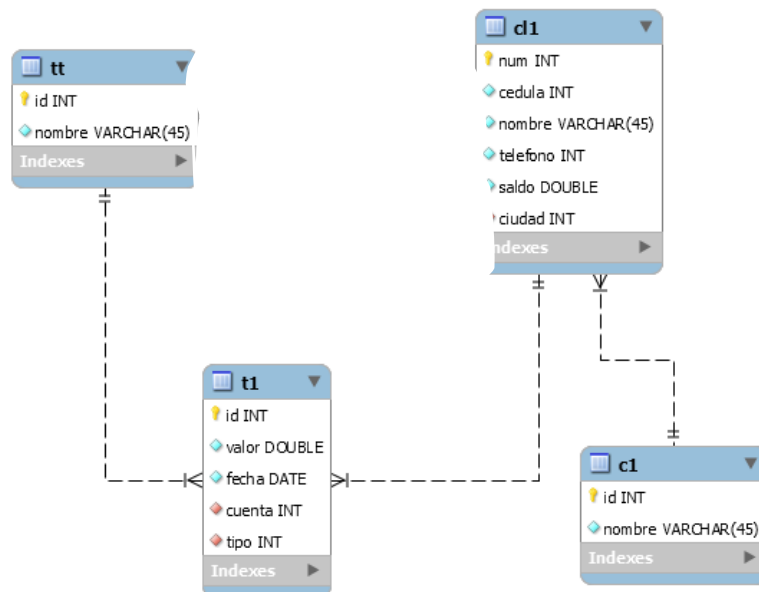 tt
id INT
nombre VARCHAR(45)
Indexes
cl1
num INT
cedula INT
nombre VARCHAR(45)
telefono INT
saldo DOUBLE
ciudad INT
ndexes
t1
id INT
valor DOUBLE
fecha DATE
cuenta INT
tipo INT
Indexes
c1
id INT
nombre VARCHAR(45)
Indexes